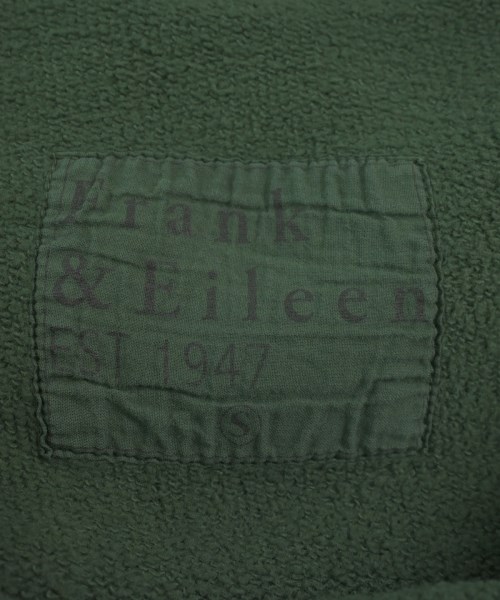 Frank
& Eileen
EST 1947
S